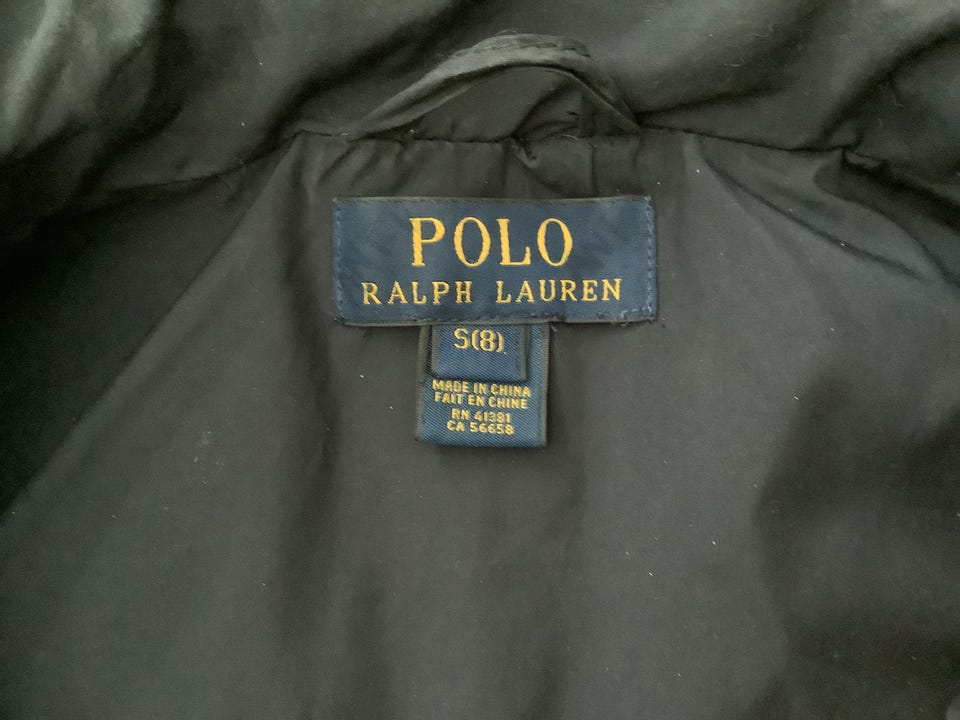 POLO
RALPH LAUREN
S(8)
MADE IN CHINA
FAIT EN CHINE
RN 41381
CA 56658